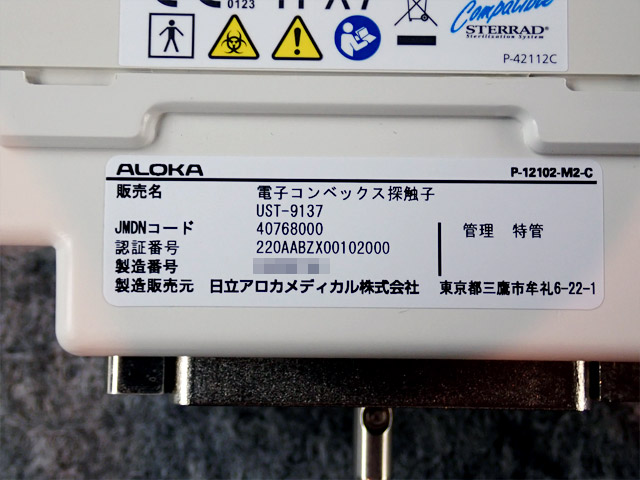 0123
IPX7
Compatible
STERRAD®
Sterilization System
P-42112C
ALOKA
P-12102-M2-C
販売名 電子コンベックス探触子
UST-9137
JMDNコード 40768000
認証番号 220AABZX00102000
管理 特管
製造番号
製造販売元 日立アロカメディカル株式会社 東京都三鷹市牟礼6-22-1